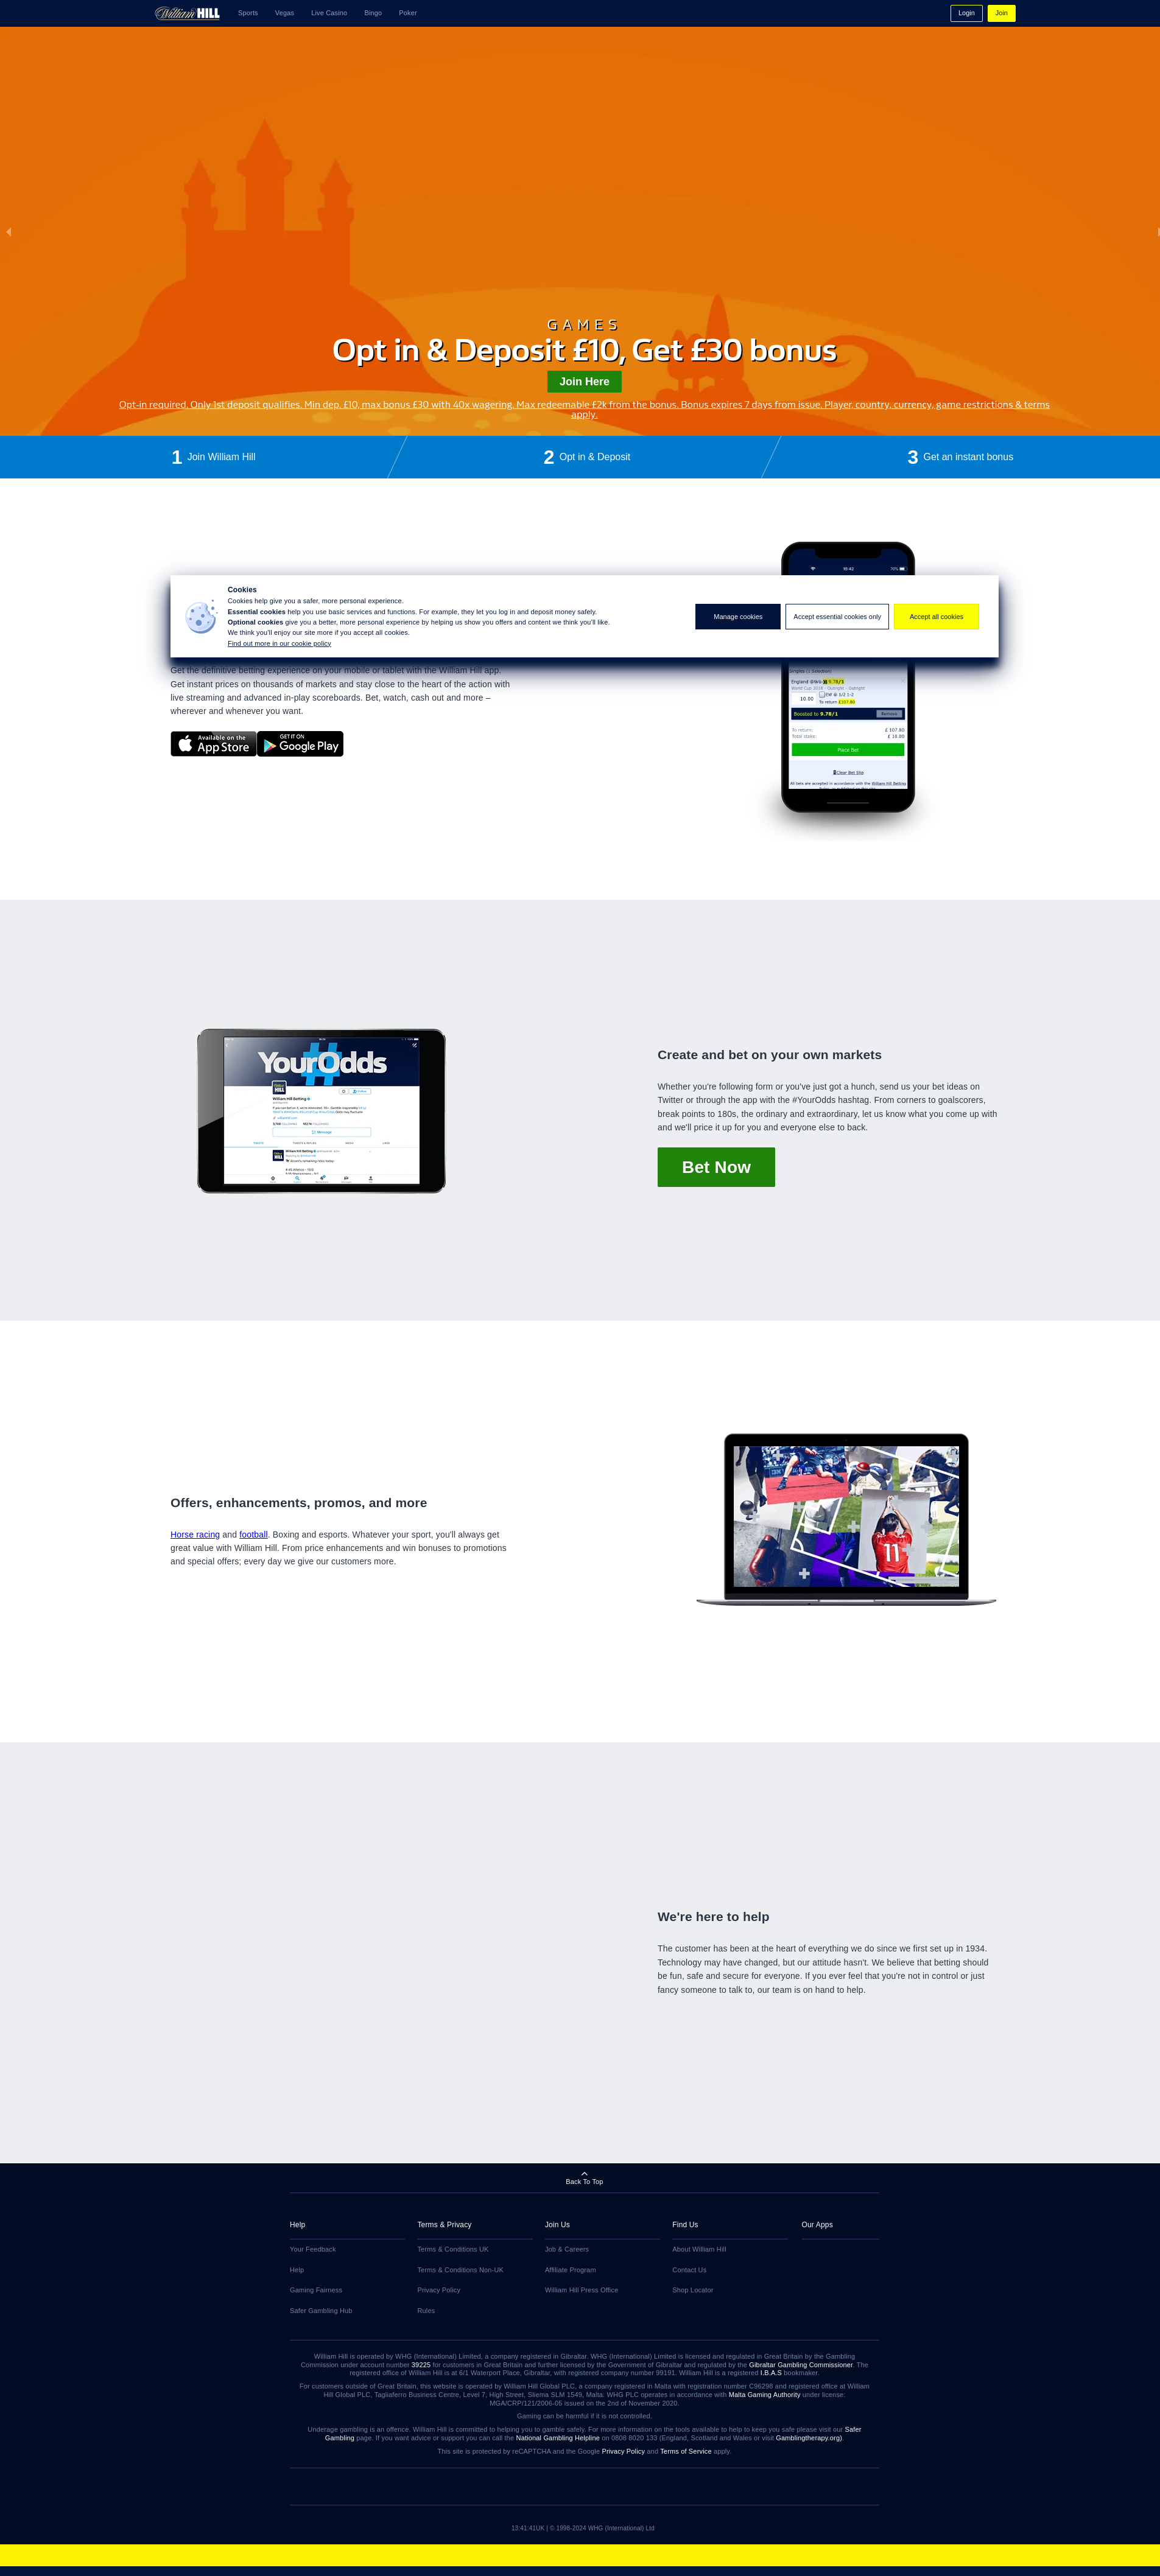 William HILL
Sports Vegas Live Casino Bingo Poker
Login Join
GAMES
Opt in & Deposit £10, Get £30 bonus
Join Here
Opt-in required. Only 1st deposit qualifies. Min dep. £10, max bonus £30 with 40x wagering. Max redeemable £2k from the bonus. Bonus expires 7 days from issue. Player, country, currency, game restrictions & terms
apply.
1 Join William Hill
2 Opt in & Deposit
3 Get an instant bonus
Cookies
Cookies help give you a safer, more personal experience.
Essential cookies help you use basic services and functions. For example, they let you log in and deposit money safely.
Optional cookies give you a better, more personal experience by helping us show you offers and content we think you'll like.
We think you'll enjoy our site more if you accept all cookies.
Find out more in our cookie policy
Manage cookies
Accept essential cookies only
Accept all cookies
Get the definitive betting experience on your mobile or tablet with the William Hill app.
Get instant prices on thousands of markets and stay close to the heart of the action with
live streaming and advanced in-play scoreboards. Bet, watch, cash out and more –
wherever and whenever you want.
Available on the
App Store
GET IT ON
Google Play
10.00
To return £107.80
Boosted to 9.78/1
To return: £ 107.80
Total stake: £ 10.00
Place Bet
Clear Bet Slip
YourOdds
William Hill Betting
Message
Create and bet on your own markets
Whether you're following form or you've just got a hunch, send us your bet ideas on
Twitter or through the app with the #YourOdds hashtag. From corners to goalscorers,
break points to 180s, the ordinary and extraordinary, let us know what you come up with
and we'll price it up for you and everyone else to back.
Bet Now
Offers, enhancements, promos, and more
Horse racing and football. Boxing and esports. Whatever your sport, you'll always get
great value with William Hill. From price enhancements and win bonuses to promotions
and special offers; every day we give our customers more.
11
We're here to help
The customer has been at the heart of everything we do since we first set up in 1934.
Technology may have changed, but our attitude hasn't. We believe that betting should
be fun, safe and secure for everyone. If you ever feel that you're not in control or just
fancy someone to talk to, our team is on hand to help.
Back To Top
Help
Your Feedback
Help
Gaming Fairness
Safer Gambling Hub
Terms & Privacy
Terms & Conditions UK
Terms & Conditions Non-UK
Privacy Policy
Rules
Join Us
Job & Careers
Affiliate Program
William Hill Press Office
Find Us
About William Hill
Contact Us
Shop Locator
Our Apps
William Hill is operated by WHG (International) Limited, a company registered in Gibraltar. WHG (International) Limited is licensed and regulated in Great Britain by the Gambling
Commission under account number 39225 for customers in Great Britain and further licensed by the Government of Gibraltar and regulated by the Gibraltar Gambling Commissioner. The
registered office of William Hill is at 6/1 Waterport Place, Gibraltar, with registered company number 99191. William Hill is a registered I.B.A.S bookmaker.
For customers outside of Great Britain, this website is operated by William Hill Global PLC, a company registered in Malta with registration number C96298 and registered office at William
Hill Global PLC, Tagliaferro Business Centre, Level 7, High Street, Sliema SLM 1549, Malta. WHG PLC operates in accordance with Malta Gaming Authority under license:
MGA/CRP/121/2006-05 issued on the 2nd of November 2020.
Gaming can be harmful if it is not controlled.
Underage gambling is an offence. William Hill is committed to helping you to gamble safely. For more information on the tools available to help to keep you safe please visit our Safer
Gambling page. If you want advice or support you can call the National Gambling Helpline on 0808 8020 133 (England, Scotland and Wales or visit Gamblingtherapy.org).
This site is protected by reCAPTCHA and the Google Privacy Policy and Terms of Service apply.
13:41:41UK | © 1998-2024 WHG (International) Ltd